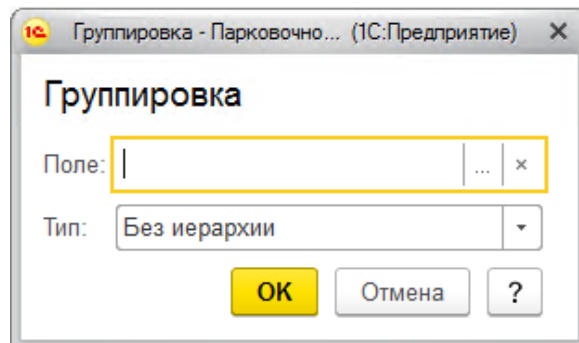 1С Группировка - Парковочно... (1С:Предприятие) ×
Группировка
Поле: ... ×
Тип: Без иерархии
ОК Отмена ?